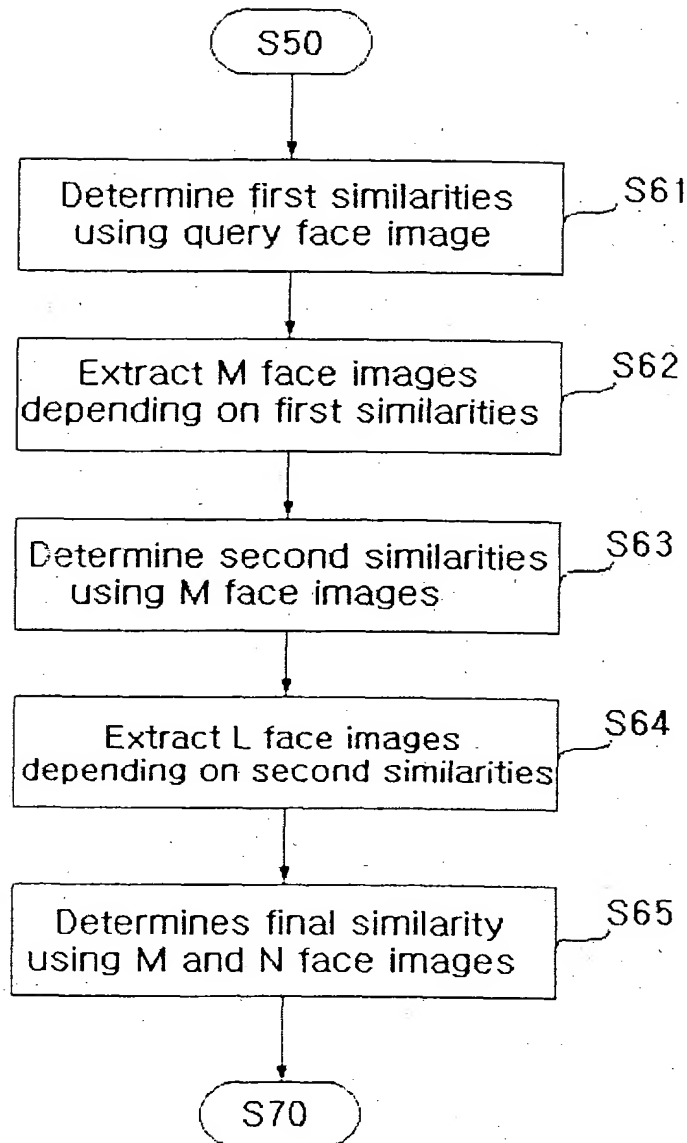 S50
Determine first similarities
using query face image
S61
Extract M face images
depending on first similarities
S62
Determine second similarities
using M face images
S63
Extract L face images
depending on second similarities
S64
Determines final similarity
using M and N face images
S65
S70